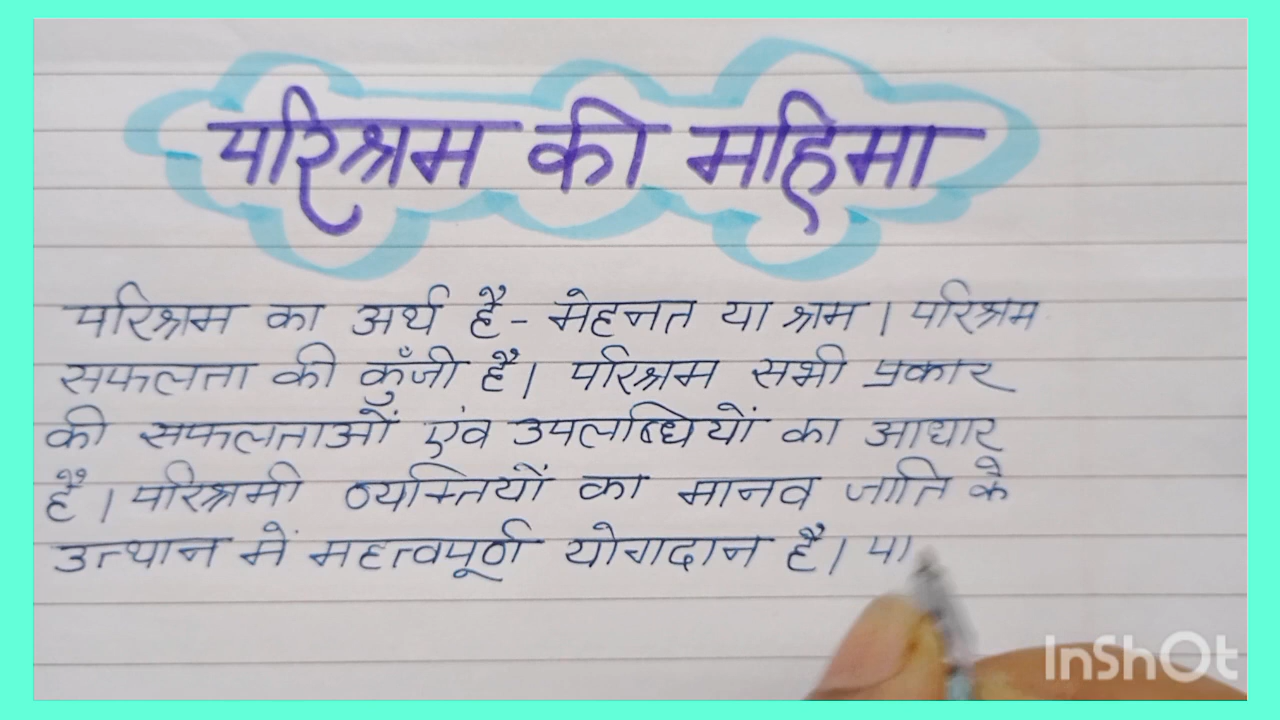 परिश्रम की महिमा
परिश्रम का अर्थ है - मेहनत या श्रम । परिश्रम
सफलता की कुँजी है । परिश्रम सभी प्रकार
की सफलताओं एंव उपलब्धियों का आधार
है । परिश्रमी व्यक्तियों का मानव जाति के
उत्थान में महत्वपूर्ण योगदान है ।
InShOt